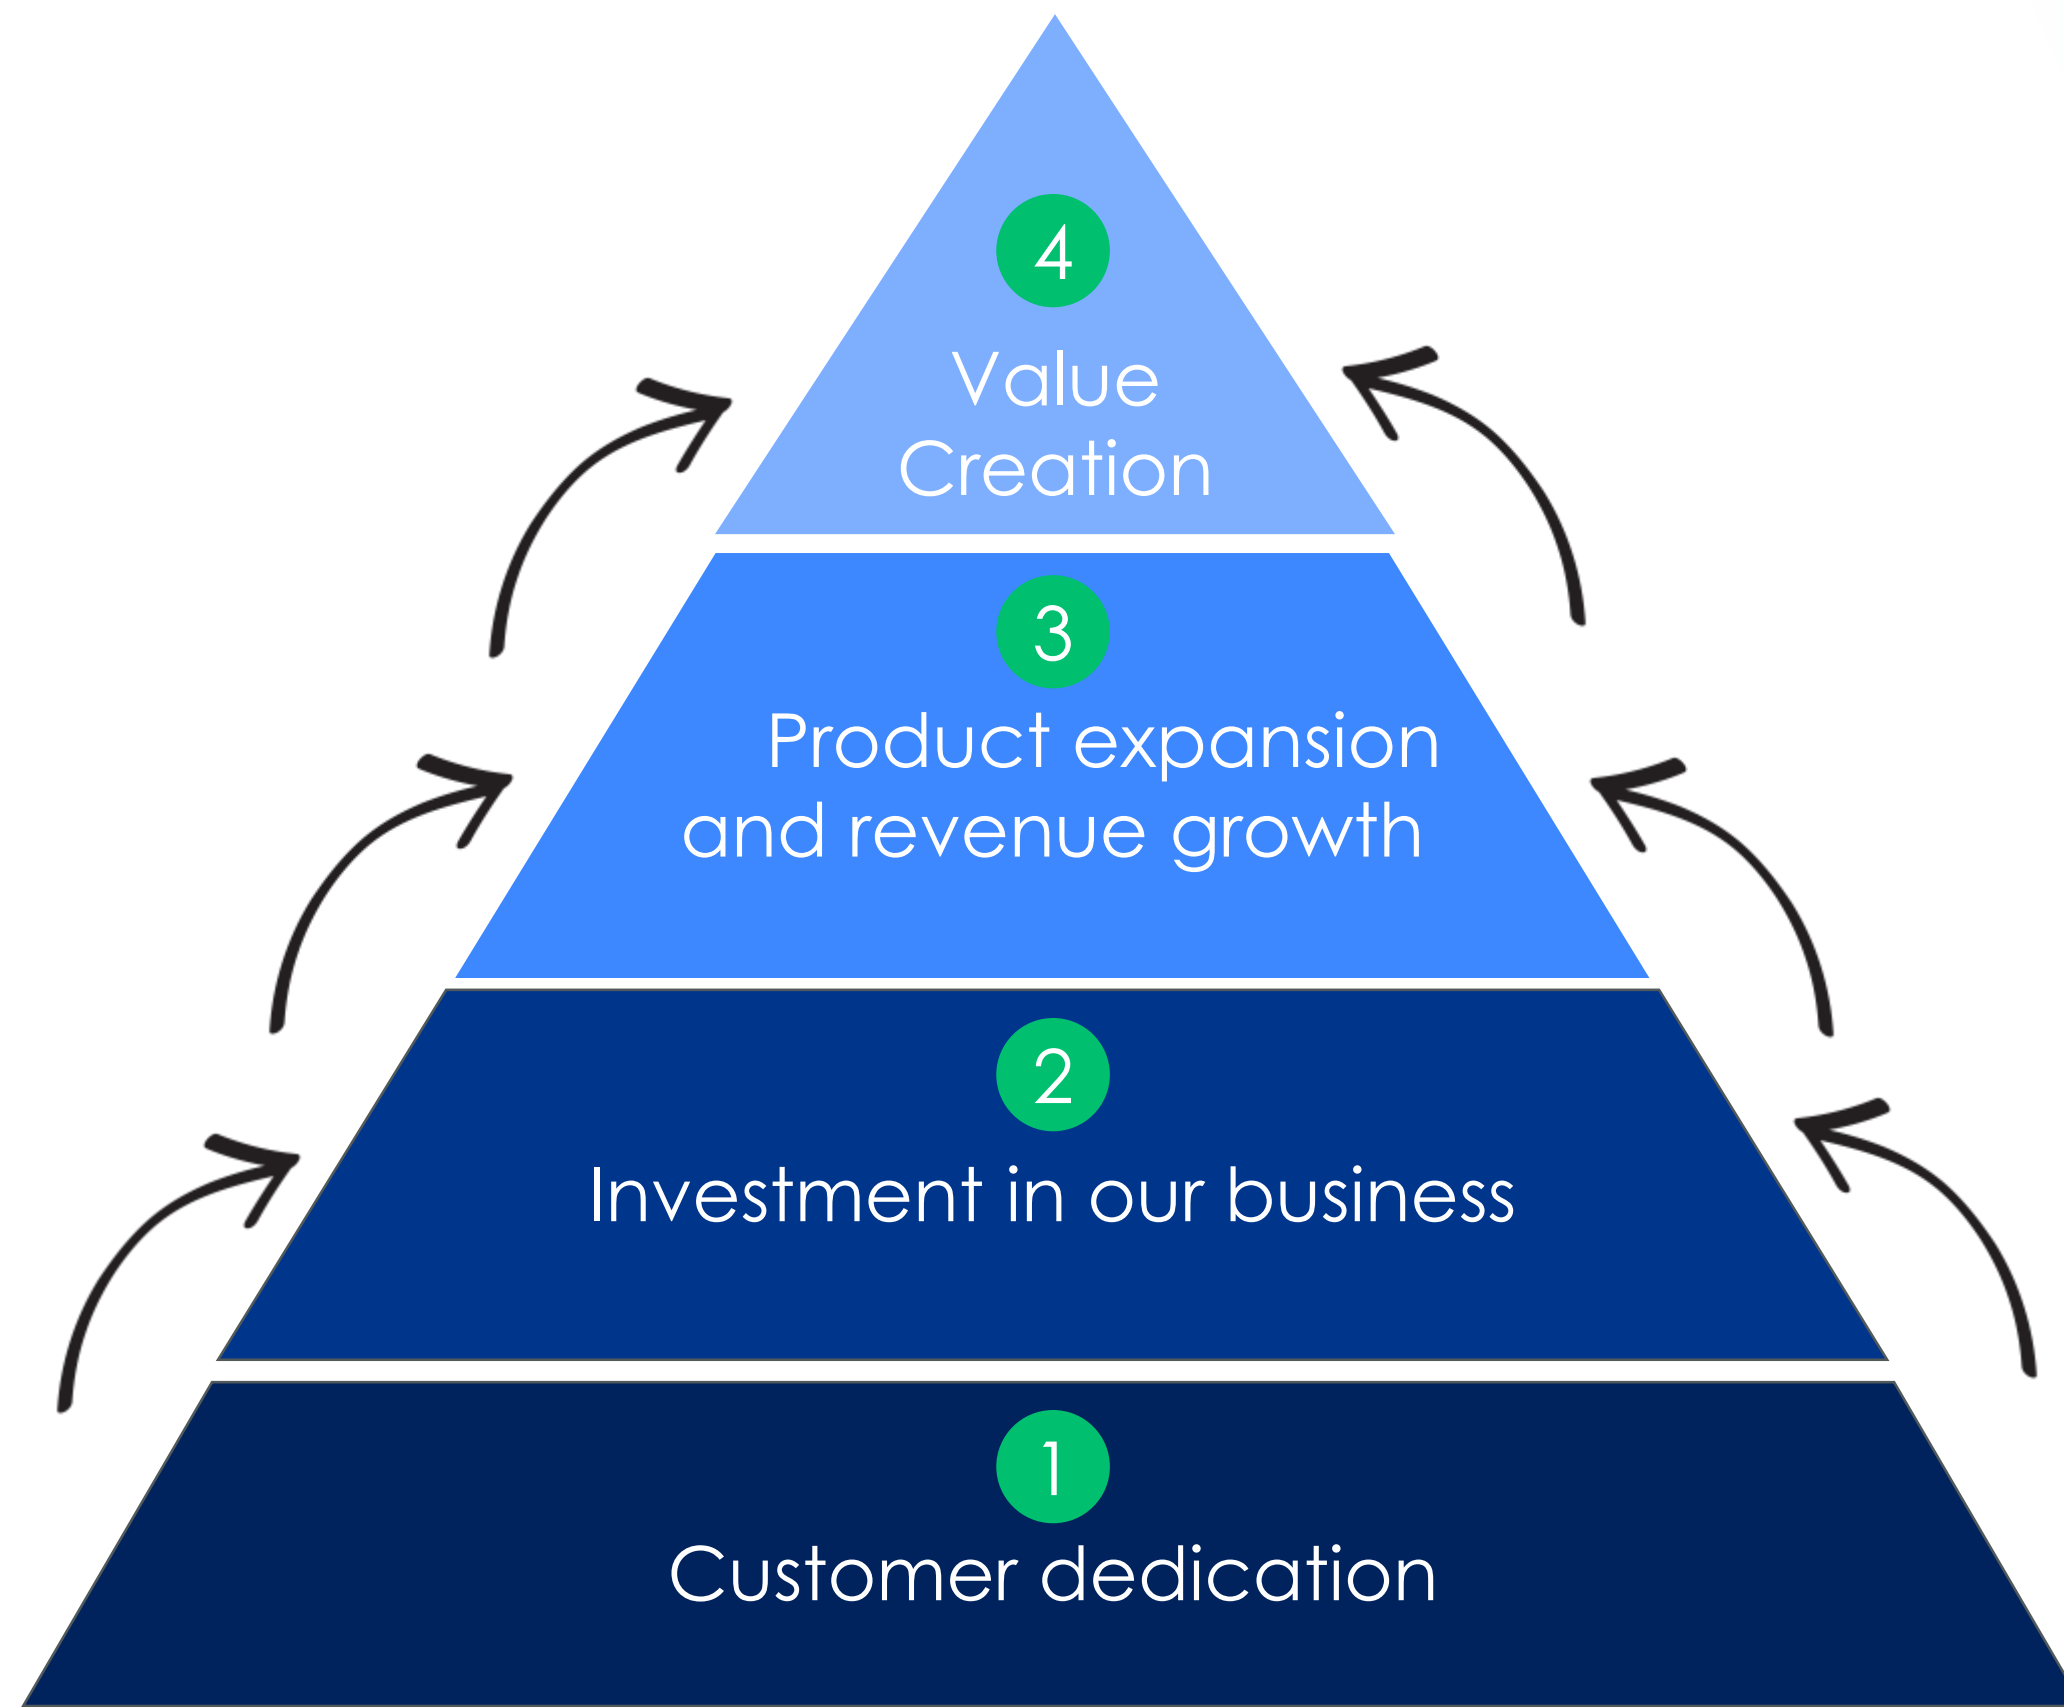 4
Value
Creation
3
Product expansion
and revenue growth
2
Investment in our business
1
Customer dedication